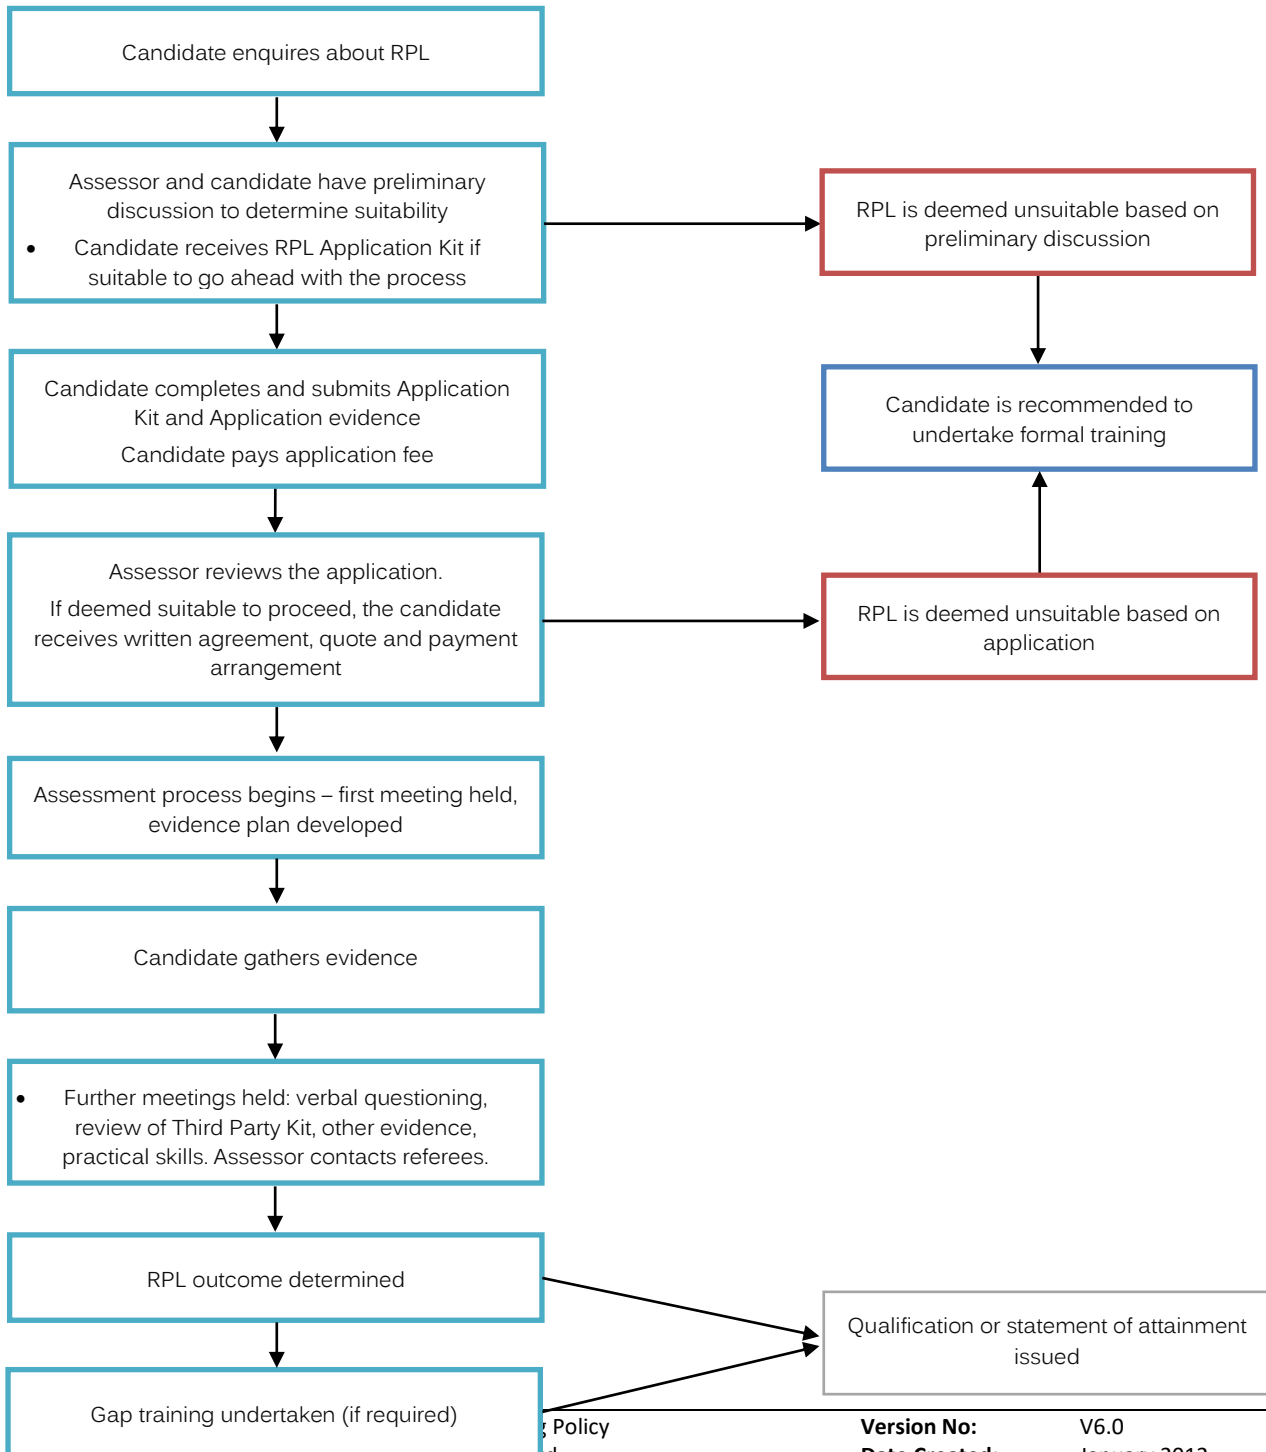 Candidate enquires about RPL
Assessor and candidate have preliminary
discussion to determine suitability
• Candidate receives RPL Application Kit if
suitable to go ahead with the process
RPL is deemed unsuitable based on
preliminary discussion
Candidate completes and submits Application
Kit and Application evidence
Candidate pays application fee
Candidate is recommended to
undertake formal training
Assessor reviews the application.
If deemed suitable to proceed, the candidate
receives written agreement, quote and payment
arrangement
RPL is deemed unsuitable based on
application
Assessment process begins – first meeting held,
evidence plan developed
Candidate gathers evidence
• Further meetings held: verbal questioning,
review of Third Party Kit, other evidence,
practical skills. Assessor contacts referees.
RPL outcome determined
Qualification or statement of attainment
issued
Gap training undertaken (if required)
Policy
Version No: V6.0
Date Created: January 2012